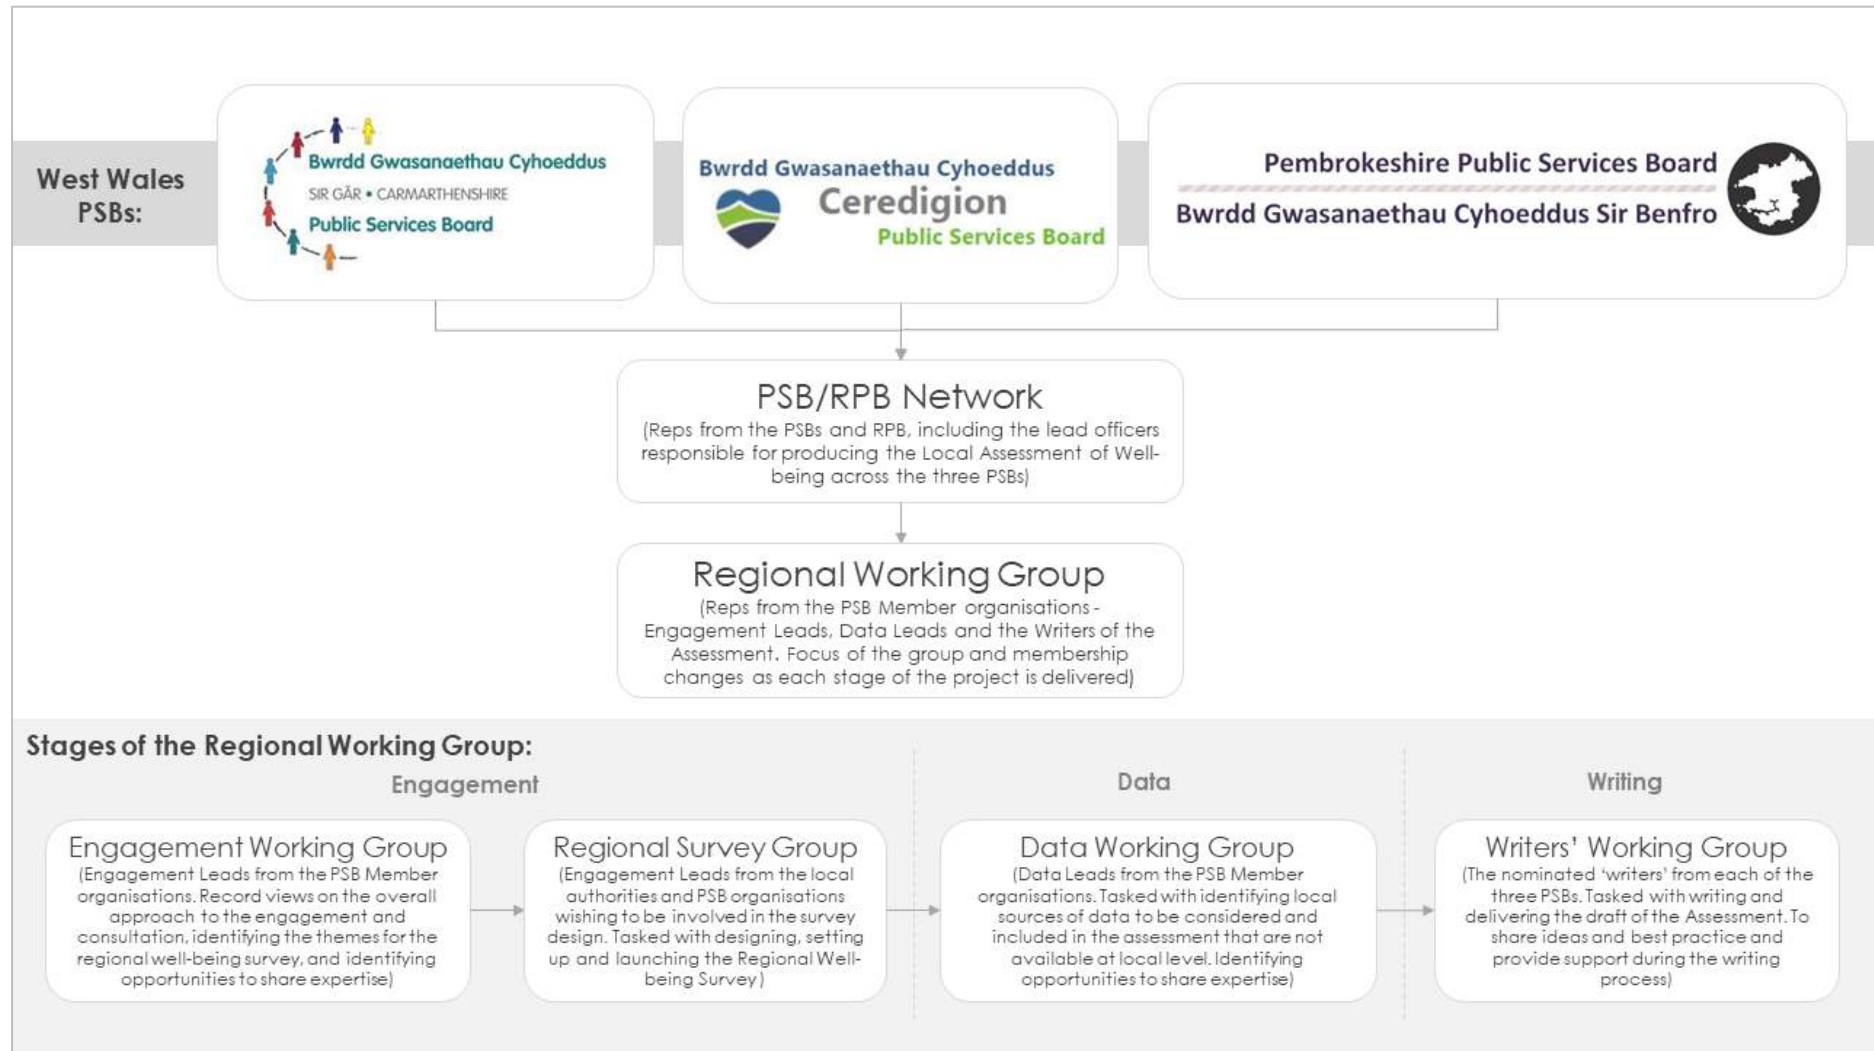 West Wales
PSBs:
Bwrdd Gwasanaethau Cyhoeddus
SIR GÂR • CARMARTHENSHIRE
Public Services Board
Bwrdd Gwasanaethau Cyhoeddus
Ceredigion
Public Services Board
Pembrokeshire Public Services Board
Bwrdd Gwasanaethau Cyhoeddus Sir Benfro
PSB/RPB Network
(Reps from the PSBs and RPB, including the lead officers
responsible for producing the Local Assessment of Well-
being across the three PSBs)
Regional Working Group
(Reps from the PSB Member organisations -
Engagement Leads, Data Leads and the Writers of the
Assessment. Focus of the group and membership
changes as each stage of the project is delivered)
Stages of the Regional Working Group:
Engagement
Data
Writing
Engagement Working Group
(Engagement Leads from the PSB Member
organisations. Record views on the overall
approach to the engagement and
consultation, identifying the themes for the
regional well-being survey, and identifying
opportunities to share expertise)
Regional Survey Group
(Engagement Leads from the local
authorities and PSB organisations
wishing to be involved in the survey
design. Tasked with designing, setting
up and launching the Regional Well-
being Survey)
Data Working Group
(Data Leads from the PSB Member
organisations. Tasked with identifying local
sources of data to be considered and
included in the assessment that are not
available at local level. Identifying
opportunities to share expertise)
Writers' Working Group
(The nominated 'writers' from each of the
three PSBs. Tasked with writing and
delivering the draft of the Assessment. To
share ideas and best practice and
provide support during the writing
process)